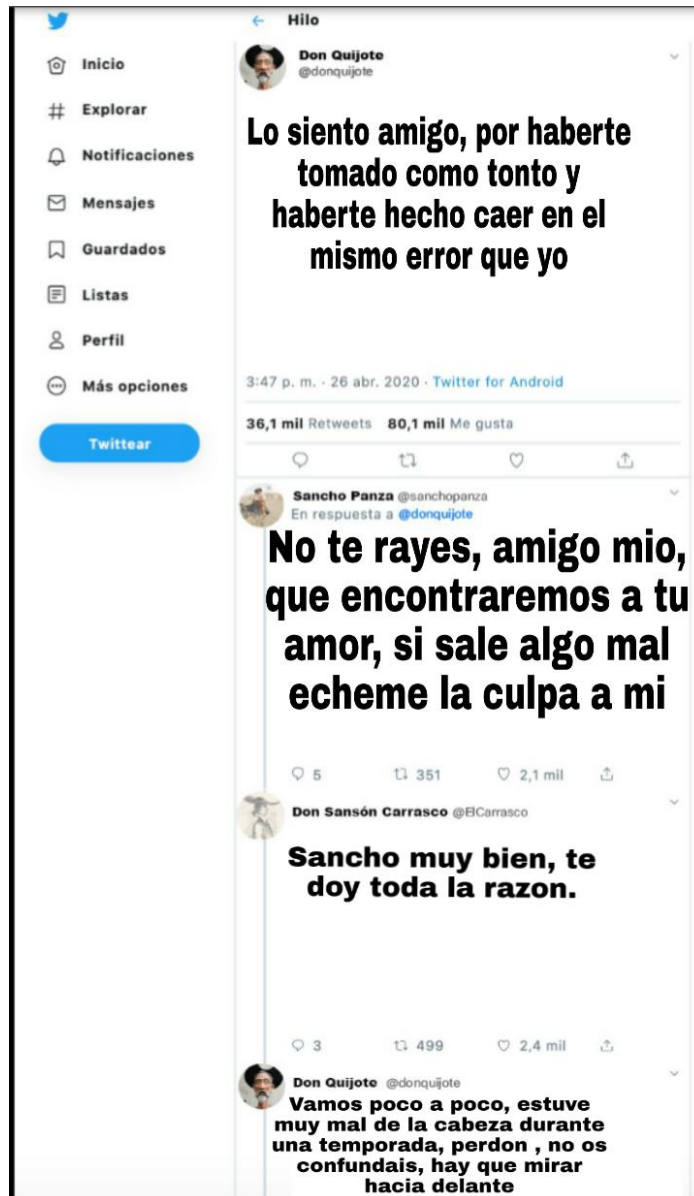 Hilo
Inicio
Explorar
Notificaciones
Mensajes
Guardados
Listas
Perfil
Más opciones
Twittear
Don Quijote
@donquijote
Lo siento amigo, por haberte
tomado como tonto y
haberte hecho caer en el
mismo error que yo
3:47 p. m. · 26 abr. 2020 · Twitter for Android
36,1 mil Retweets 80,1 mil Me gusta
Sancho Panza @sanchopanza
En respuesta a @donquijote
No te rayes, amigo mio,
que encontraremos a tu
amor, si sale algo mal
echeme la culpa a mi
5 351 2,1 mil
Don Sansón Carrasco @ElCarrasco
Sancho muy bien, te
doy toda la razon.
3 499 2,4 mil
Don Quijote @donquijote
Vamos poco a poco, estuve
muy mal de la cabeza durante
una temporada, perdon , no os
confundais, hay que mirar
hacia delante